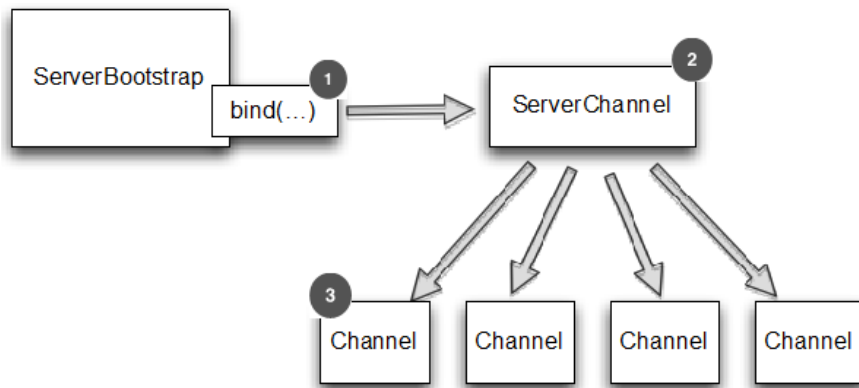 ServerBootstrap
1
bind(...)
2
ServerChannel
3
Channel
Channel
Channel
Channel